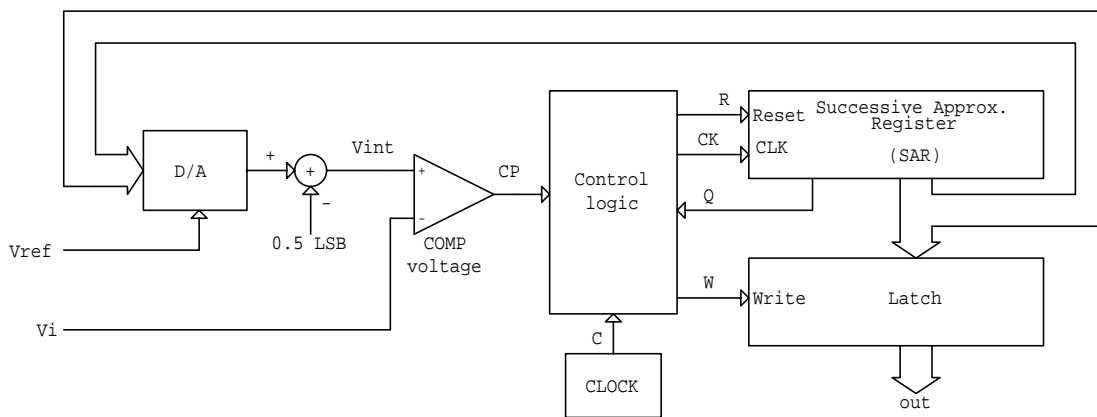 R
Reset
Successive Approx.
Register
(SAR)
CK
CLK
D/A
+
+
Vint
-
0.5 LSB
+
-
COMP
voltage
CP
Control
logic
Q
Vref
W
Write
Latch
Vi
C
CLOCK
out